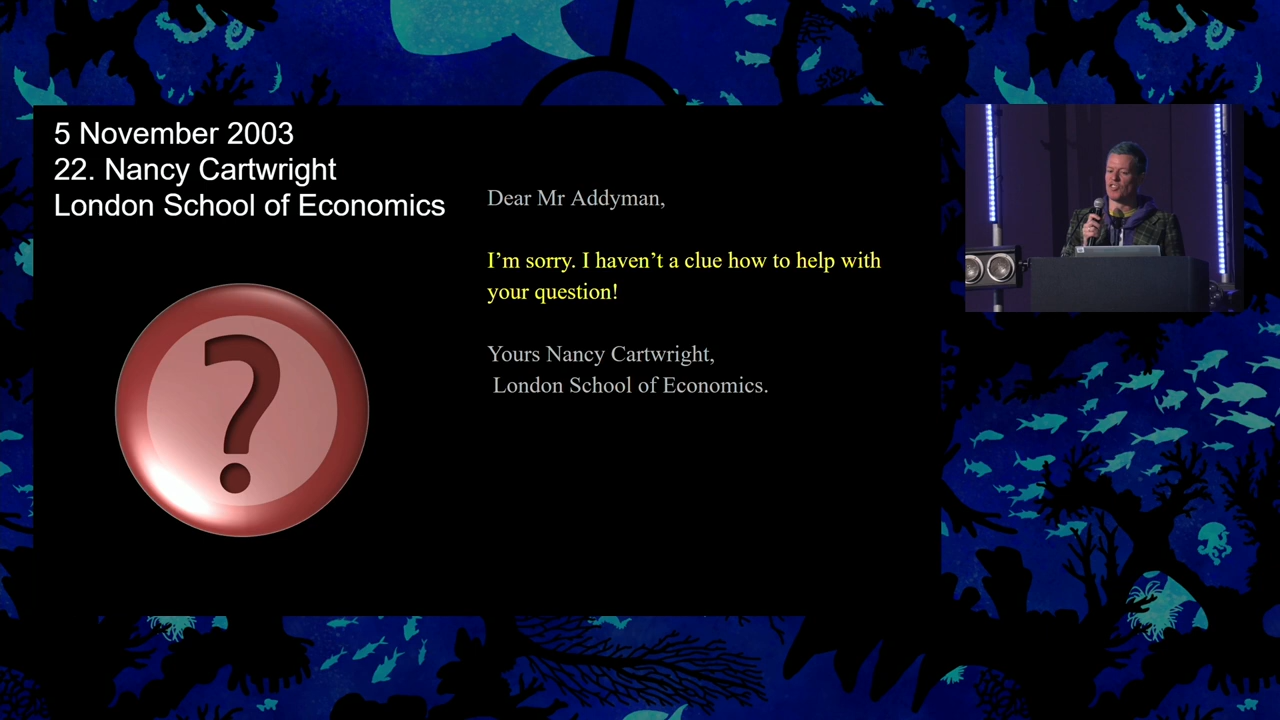 5 November 2003
22. Nancy Cartwright
London School of Economics
Dear Mr Addyman,
I’m sorry. I haven’t a clue how to help with
your question!
Yours Nancy Cartwright,
London School of Economics.